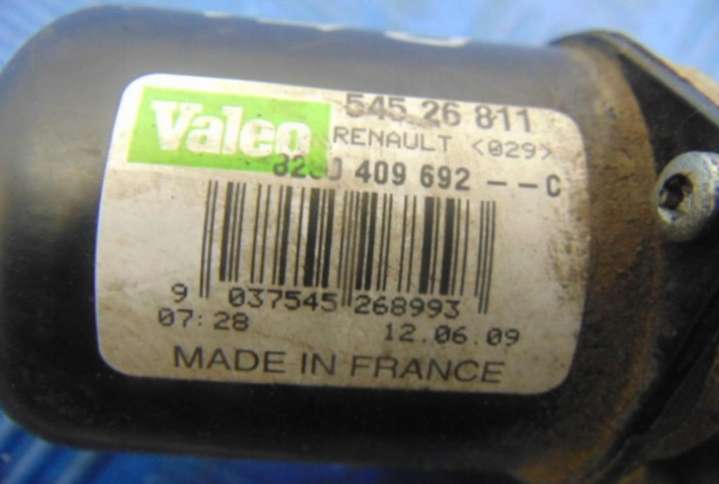 Valeo
545 26 811
RENAULT <029>
8200 409 692 -- C
9 037545 268993
07:28 12.06.09
MADE IN FRANCE